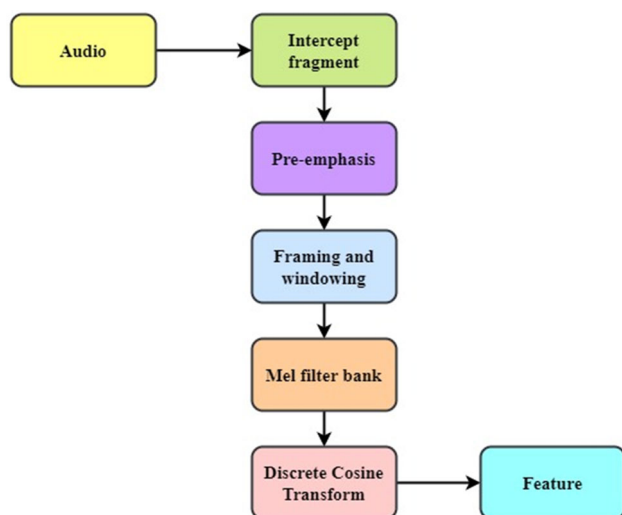 Audio
Intercept
fragment
Pre-emphasis
Framing and
windowing
Mel filter bank
Discrete Cosine
Transform
Feature